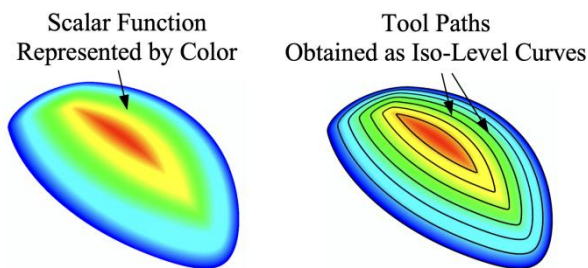 Scalar Function
Represented by Color
Tool Paths
Obtained as Iso-Level Curves